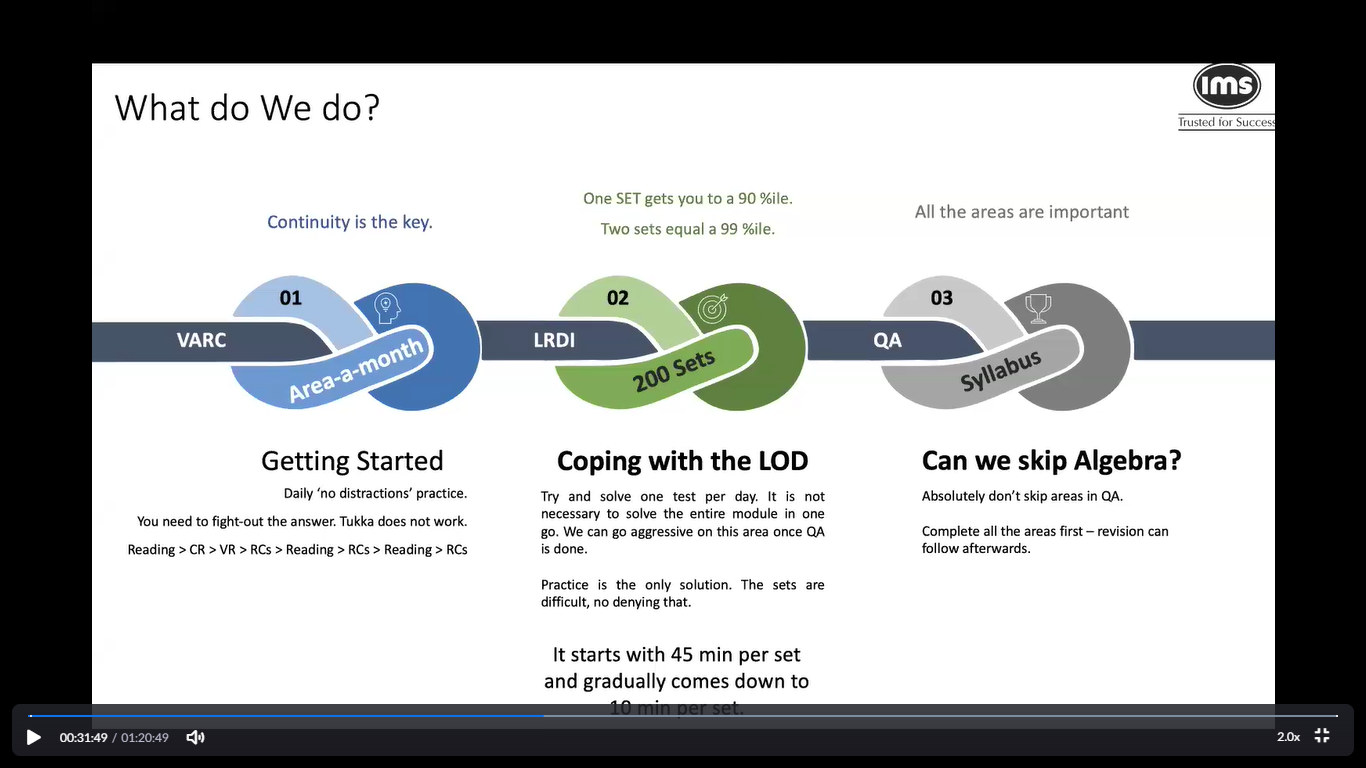 What do We do?
ims
Trusted for Success
Continuity is the key.
One SET gets you to a 90 %ile.
Two sets equal a 99 %ile.
All the areas are important
01
VARC
Area-a-month
02
LRDI
200 Sets
03
QA
Syllabus
Getting Started
Daily ‘no distractions’ practice.
You need to fight-out the answer. Tukka does not work.
Reading > CR > VR > RCs > Reading > RCs > Reading > RCs
Coping with the LOD
Try and solve one test per day. It is not
necessary to solve the entire module in one
go. We can go aggressive on this area once QA
is done.
Practice is the only solution. The sets are
difficult, no denying that.
It starts with 45 min per set
and gradually comes down to
10 min per set.
Can we skip Algebra?
Absolutely don’t skip areas in QA.
Complete all the areas first – revision can
follow afterwards.
00:31:49 / 01:20:49
2.0x